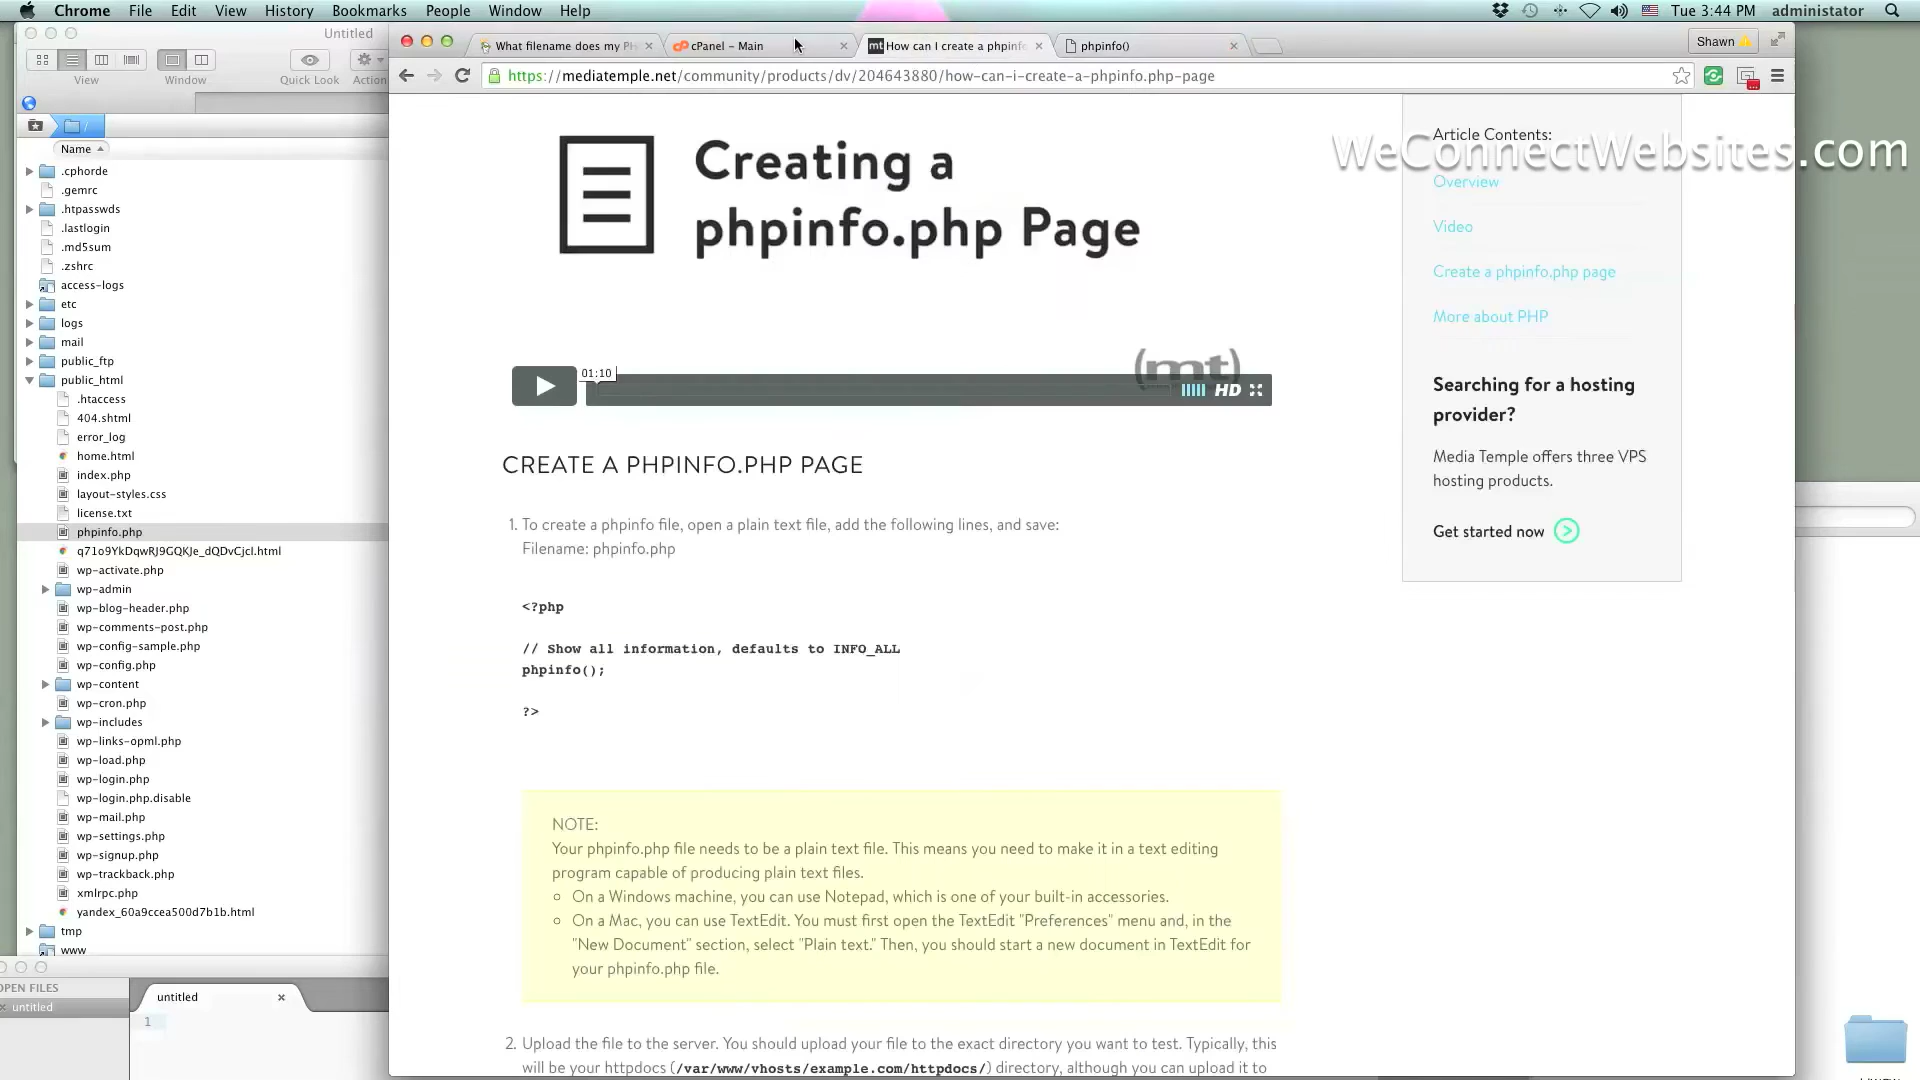 Chrome File Edit View History Bookmarks People Window Help
Tue 3:44 PM administator
Untitled
View Window Quick Look Action
Name
.cphorde
.gemrc
.htpasswds
.lastlogin
.md5sum
.zshrc
access-logs
etc
logs
mail
public_ftp
public_html
.htaccess
404.shtml
error_log
home.html
index.php
layout-styles.css
license.txt
phpinfo.php
q71o9YkDqwRJ9GQKJe_dQDvCjcI.html
wp-activate.php
wp-admin
wp-blog-header.php
wp-comments-post.php
wp-config-sample.php
wp-config.php
wp-content
wp-cron.php
wp-includes
wp-links-opml.php
wp-load.php
wp-login.php
wp-login.php.disable
wp-mail.php
wp-settings.php
wp-signup.php
wp-trackback.php
xmlrpc.php
yandex_60a9ccea500d7b1b.html
tmp
www
OPEN FILES
untitled
untitled
1
What filename does my PH
cPanel - Main
mt How can I create a phpinfo
phpinfo()
Shawn
https://mediatemple.net/community/products/dv/204643880/how-can-i-create-a-phpinfo.php-page
Creating a
phpinfo.php Page
(mt)
01:10
HD
CREATE A PHPINFO.PHP PAGE
1. To create a phpinfo file, open a plain text file, add the following lines, and save:
Filename: phpinfo.php
<?php
// Show all information, defaults to INFO_ALL
phpinfo();
?>
NOTE:
Your phpinfo.php file needs to be a plain text file. This means you need to make it in a text editing
program capable of producing plain text files.
On a Windows machine, you can use Notepad, which is one of your built-in accessories.
On a Mac, you can use TextEdit. You must first open the TextEdit "Preferences" menu and, in the
"New Document" section, select "Plain text." Then, you should start a new document in TextEdit for
your phpinfo.php file.
2. Upload the file to the server. You should upload your file to the exact directory you want to test. Typically, this
will be your httpdocs (/var/www/vhosts/example.com/httpdocs/) directory, although you can upload it to
Article Contents:
WeConnectWebsites.com
Overview
Video
Create a phpinfo.php page
More about PHP
Searching for a hosting
provider?
Media Temple offers three VPS
hosting products.
Get started now